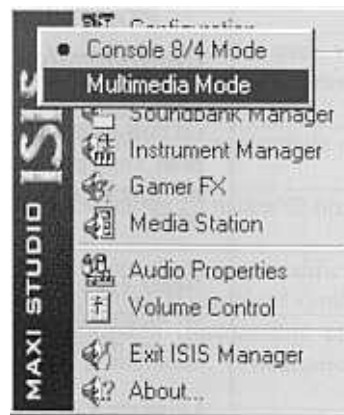 Configuration
Console 8/4 Mode
Multimedia Mode
Soundbank Manager
Instrument Manager
Gamer FX
Media Station
Audio Properties
Volume Control
Exit ISIS Manager
About...
MAXI STUDIO ISIS